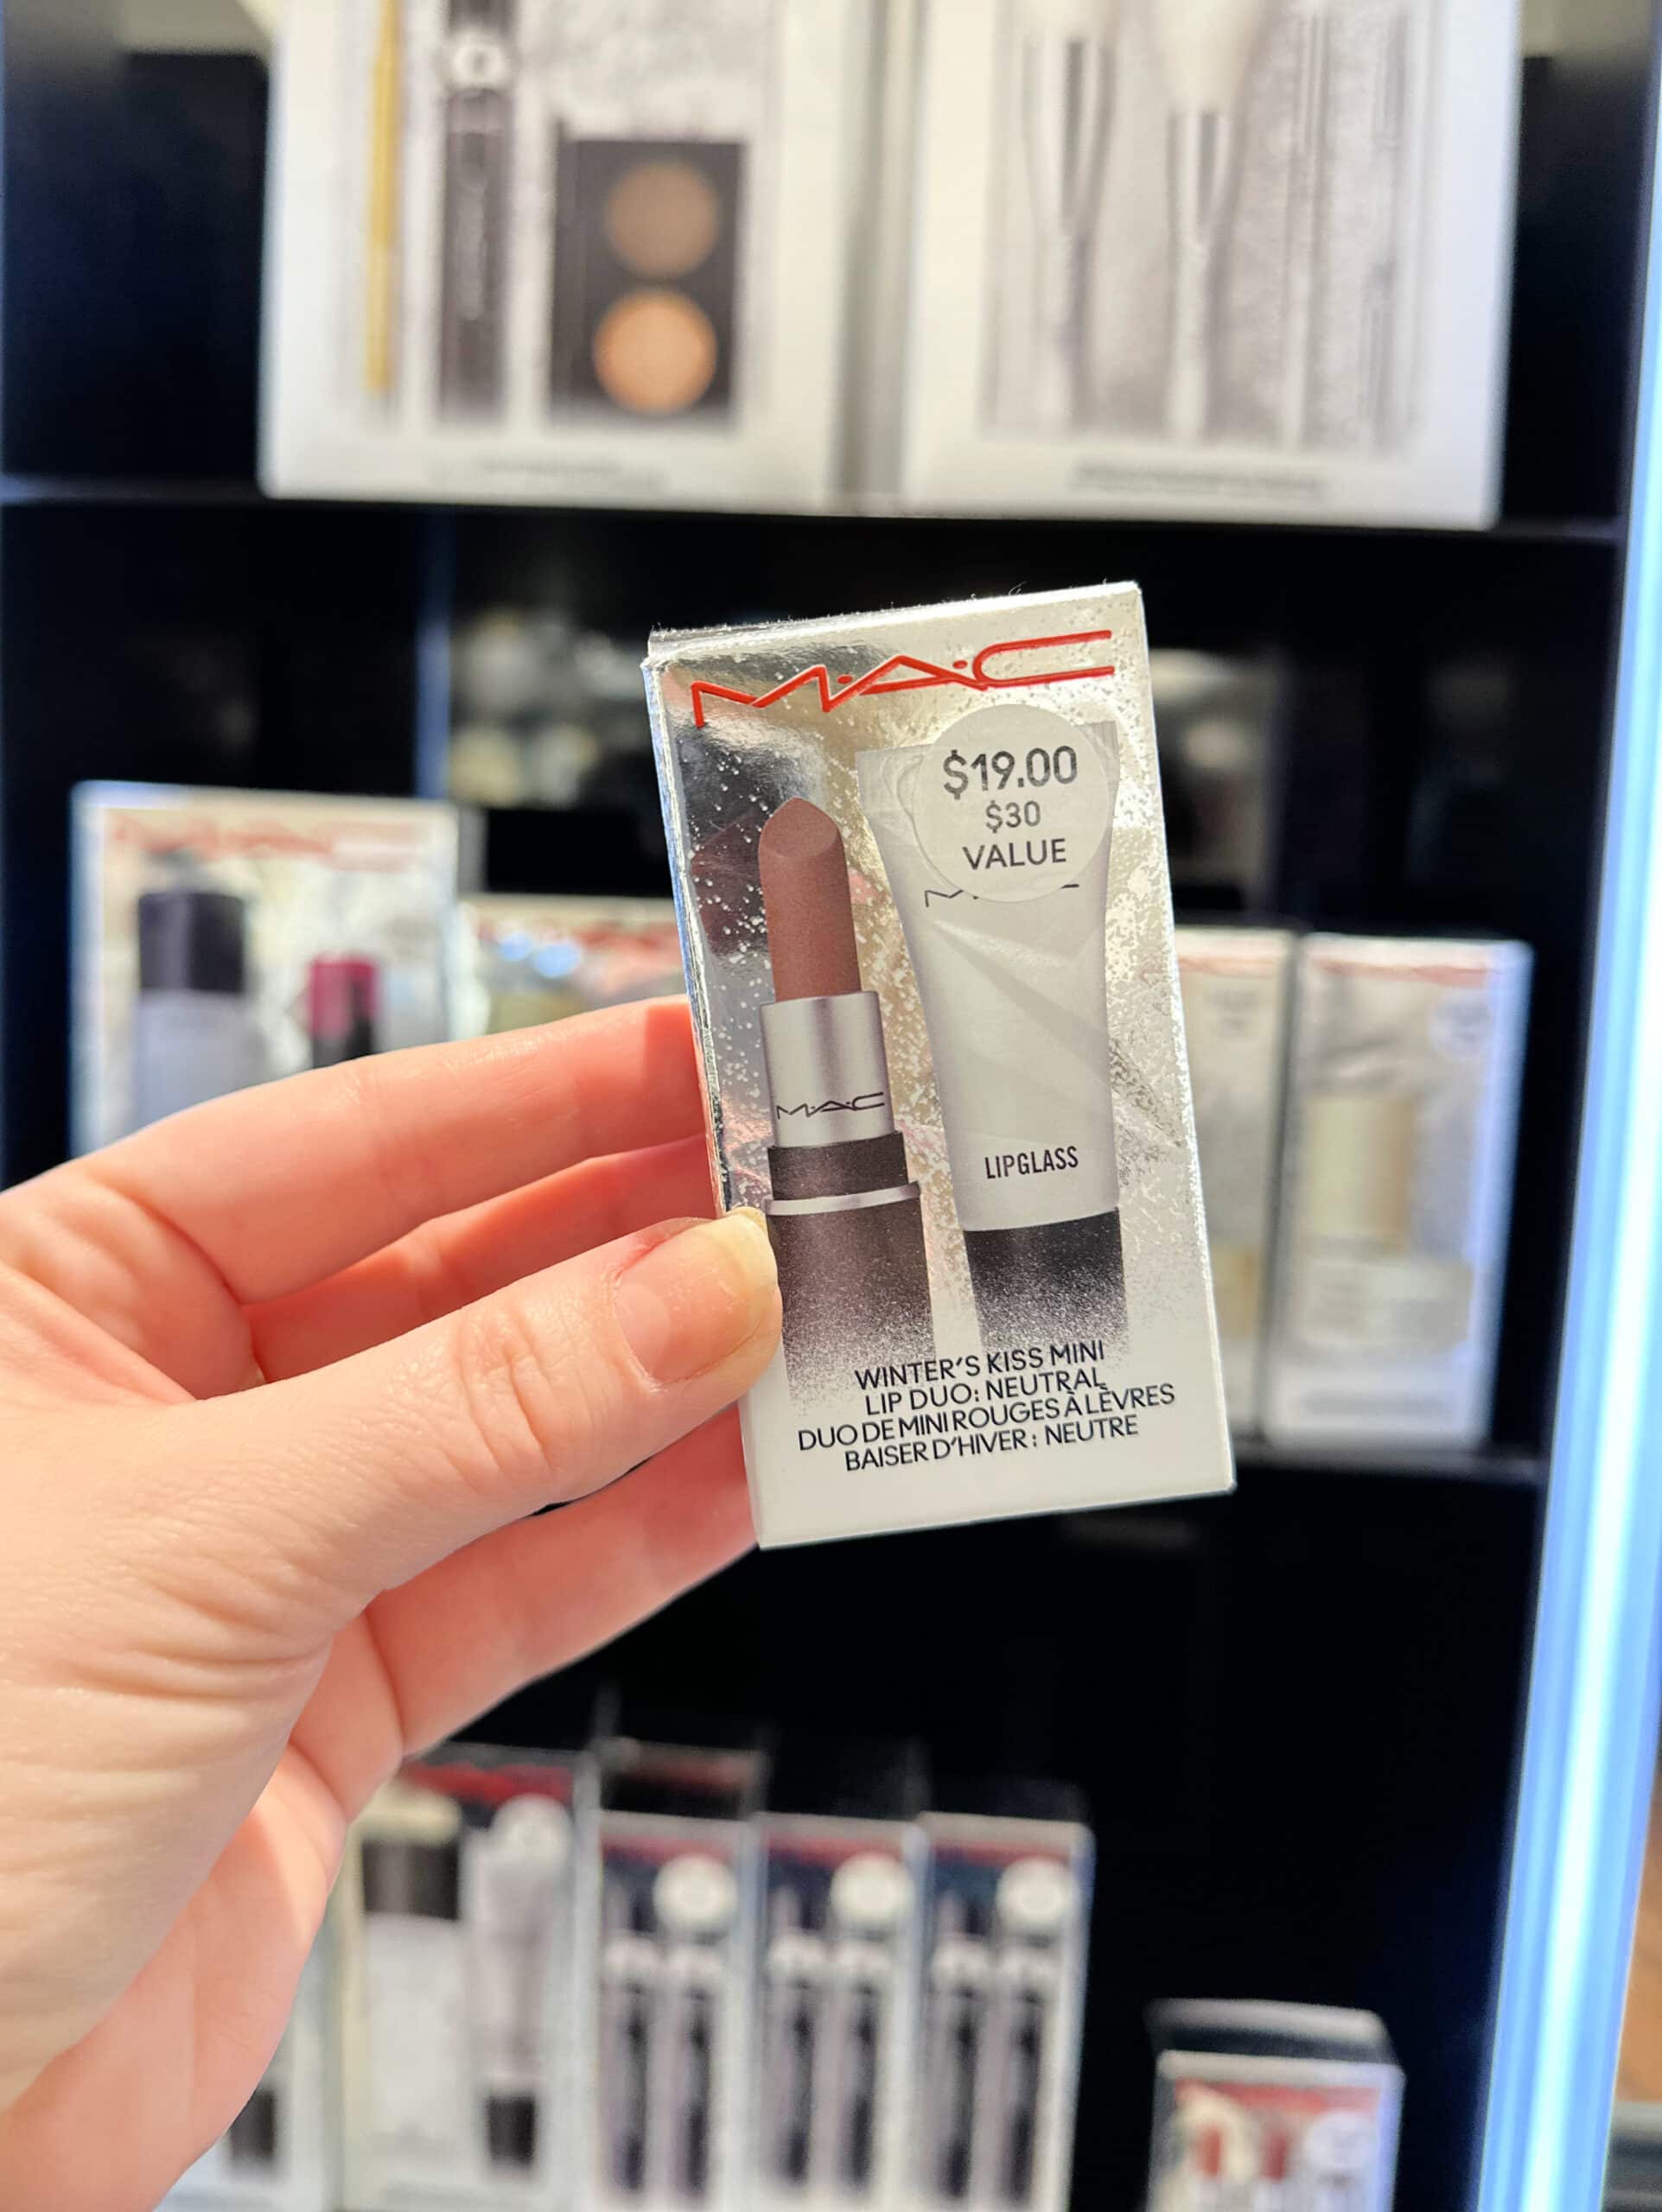 M·A·C
$19.00
$30
VALUE
M·A·C
LIPGLASS
WINTER'S KISS MINI
LIP DUO: NEUTRAL
DUO DE MINI ROUGES À LÈVRES
BAISER D'HIVER : NEUTRE